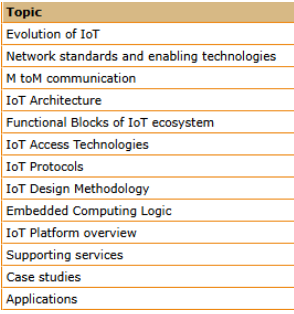 Topic
Evolution of IoT
Network standards and enabling technologies
M toM communication
IoT Architecture
Functional Blocks of IoT ecosystem
IoT Access Technologies
IoT Protocols
IoT Design Methodology
Embedded Computing Logic
IoT Platform overview
Supporting services
Case studies
Applications